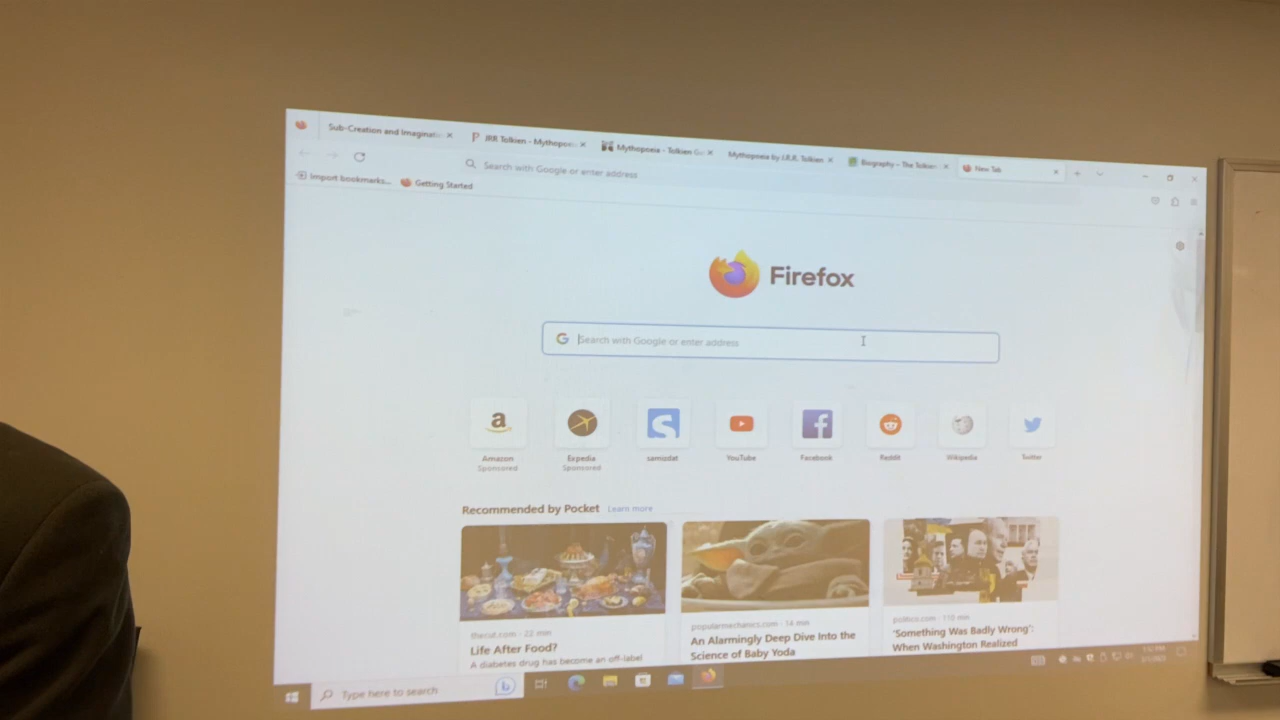 Sub-Creation and Imaginati
JRR Tolkien - Mythopoei
Mythopoeia - Tolkien G
Mythopoeia by J.R.R. Tolkien
Biography – The Tolkien
New Tab
Search with Google or enter address
Import bookmarks...
Getting Started
Firefox
Search with Google or enter address
a
Amazon
Sponsored
Expedia
Sponsored
samizdat
YouTube
Facebook
Reddit
Wikipedia
Twitter
Recommended by Pocket Learn more
thecut.com · 22 min
Life After Food?
A diabetes drug has become an off-label
popularmechanics.com · 14 min
An Alarmingly Deep Dive Into the
Science of Baby Yoda
politico.com · 110 min
'Something Was Badly Wrong':
When Washington Realized
Type here to search